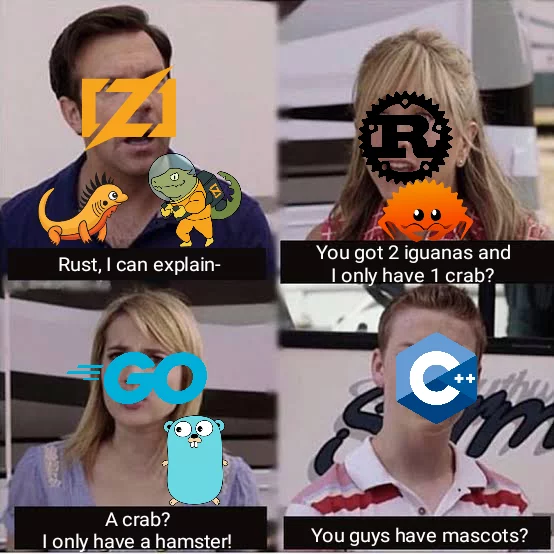 Z
R
Rust, I can explain-
You got 2 iguanas and
I only have 1 crab?
GO
C++
A crab?
I only have a hamster!
You guys have mascots?